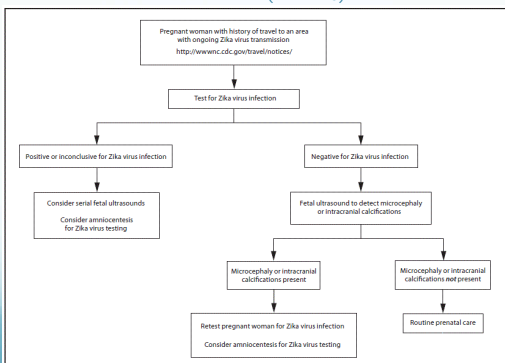 Pregnant woman with history of travel to an area
with ongoing Zika virus transmission
http://wwwnc.cdc.gov/travel/notices/
Test for Zika virus infection
Positive or inconclusive for Zika virus infection
Negative for Zika virus infection
Consider serial fetal ultrasounds
Consider amniocentesis
for Zika virus testing
Fetal ultrasound to detect microcephaly
or intracranial calcifications
Microcephaly or intracranial
calcifications present
Microcephaly or intracranial
calcifications not present
Retest pregnant woman for Zika virus infection
Consider amniocentesis for Zika virus testing
Routine prenatal care